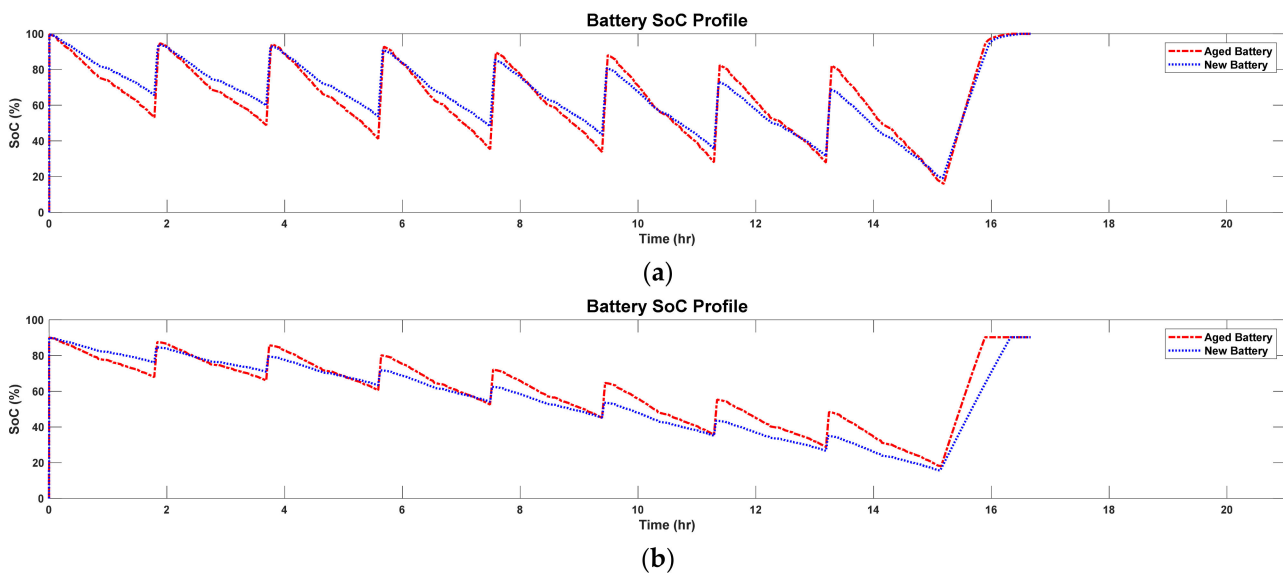 Battery SoC Profile
100
80
60
40
20
0
SoC (%)
Aged Battery
New Battery
0 2 4 6 8 10 12 14 16 18 20
Time (hr)
(a)
Battery SoC Profile
100
80
60
40
20
0
SoC (%)
Aged Battery
New Battery
0 2 4 6 8 10 12 14 16 18 20
Time (hr)
(b)